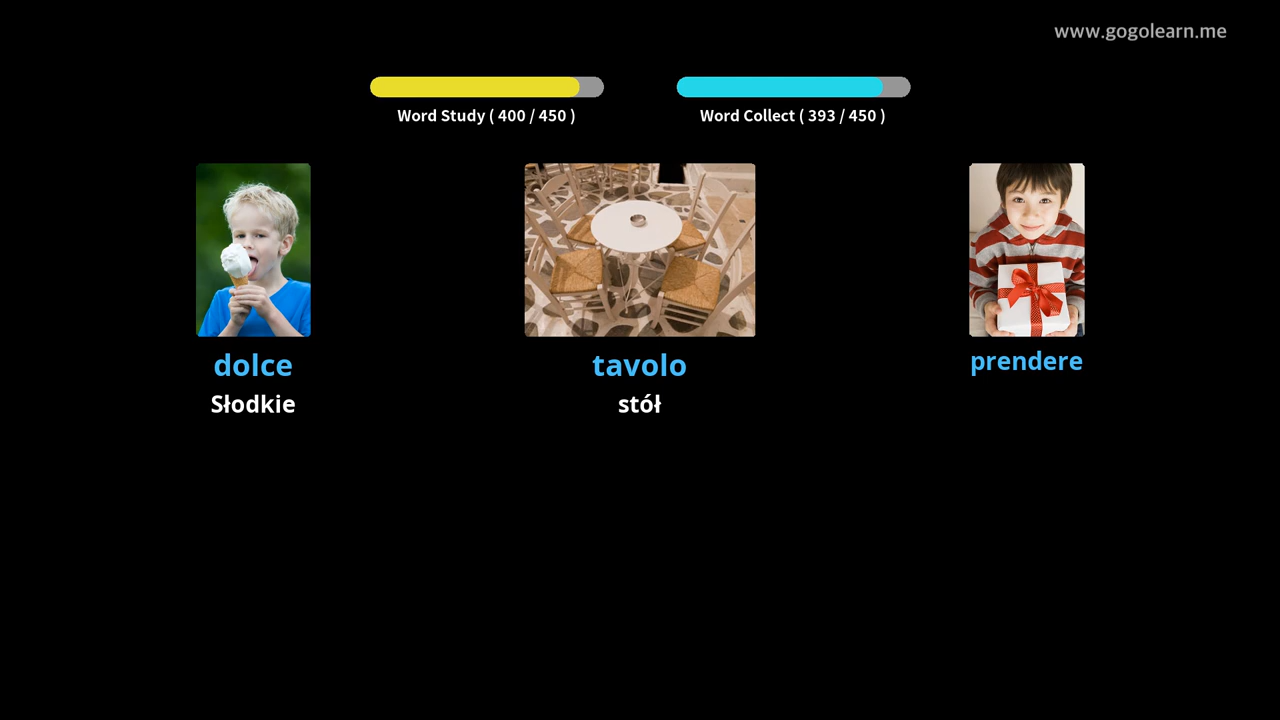 www.gogolearn.me
Word Study ( 400 / 450 )
Word Collect ( 393 / 450 )
dolce
Słodkie
tavolo
stół
prendere